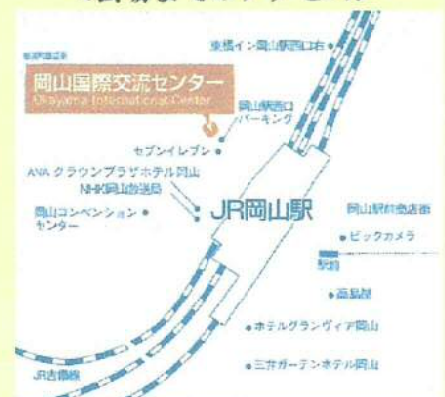 東横イン岡山駅西口右
岡山国際交流センター
Okayama International Center
岡山駅西口
パーキング
セブンイレブン
ANA クラウンプラザホテル岡山
NHK岡山放送局
JR岡山駅
岡山コンベンション
センター
岡山駅前商店街
ビックカメラ
駅前
高島屋
ホテルグランヴィア岡山
JR吉備線
三井ガーデンホテル岡山